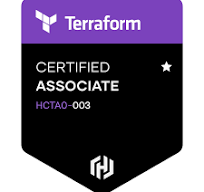 Terraform
CERTIFIED
ASSOCIATE
HCTA0-003